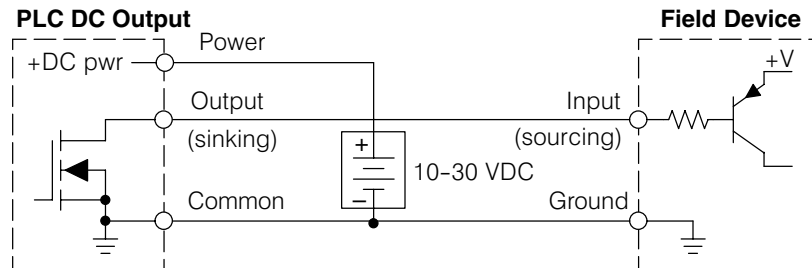 PLC DC Output
Field Device
Power
+DC pwr
+V
Output
Input
(sinking)
(sourcing)
+
10–30 VDC
–
Common
Ground